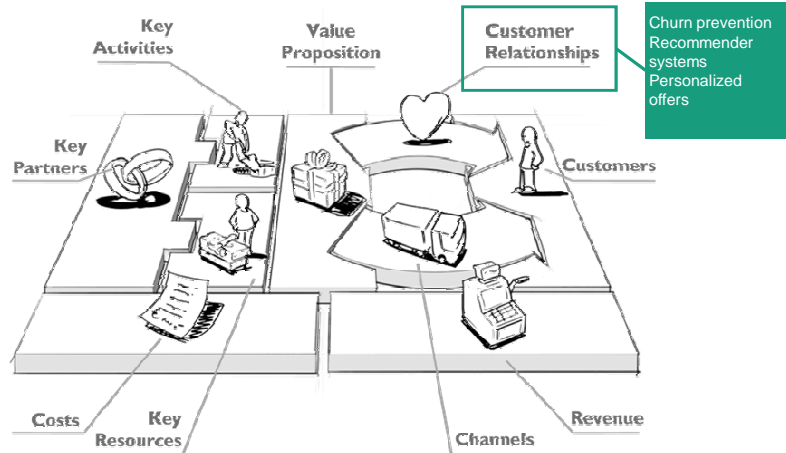 Key
Activities
Value
Proposition
Customer
Relationships
Churn prevention
Recommender
systems
Personalized
offers
Key
Partners
Customers
Costs
Key
Resources
Channels
Revenue